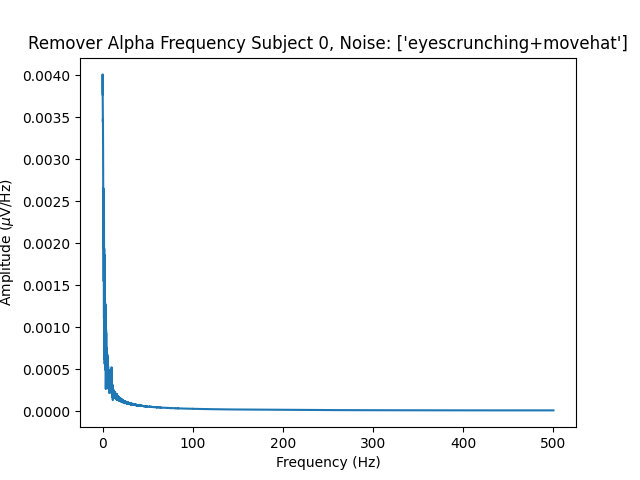 Remover Alpha Frequency Subject 0, Noise: ['eyescrunching+movehat']
Amplitude (µV/Hz)
0.0040
0.0035
0.0030
0.0025
0.0020
0.0015
0.0010
0.0005
0.0000
0 100 200 300 400 500
Frequency (Hz)